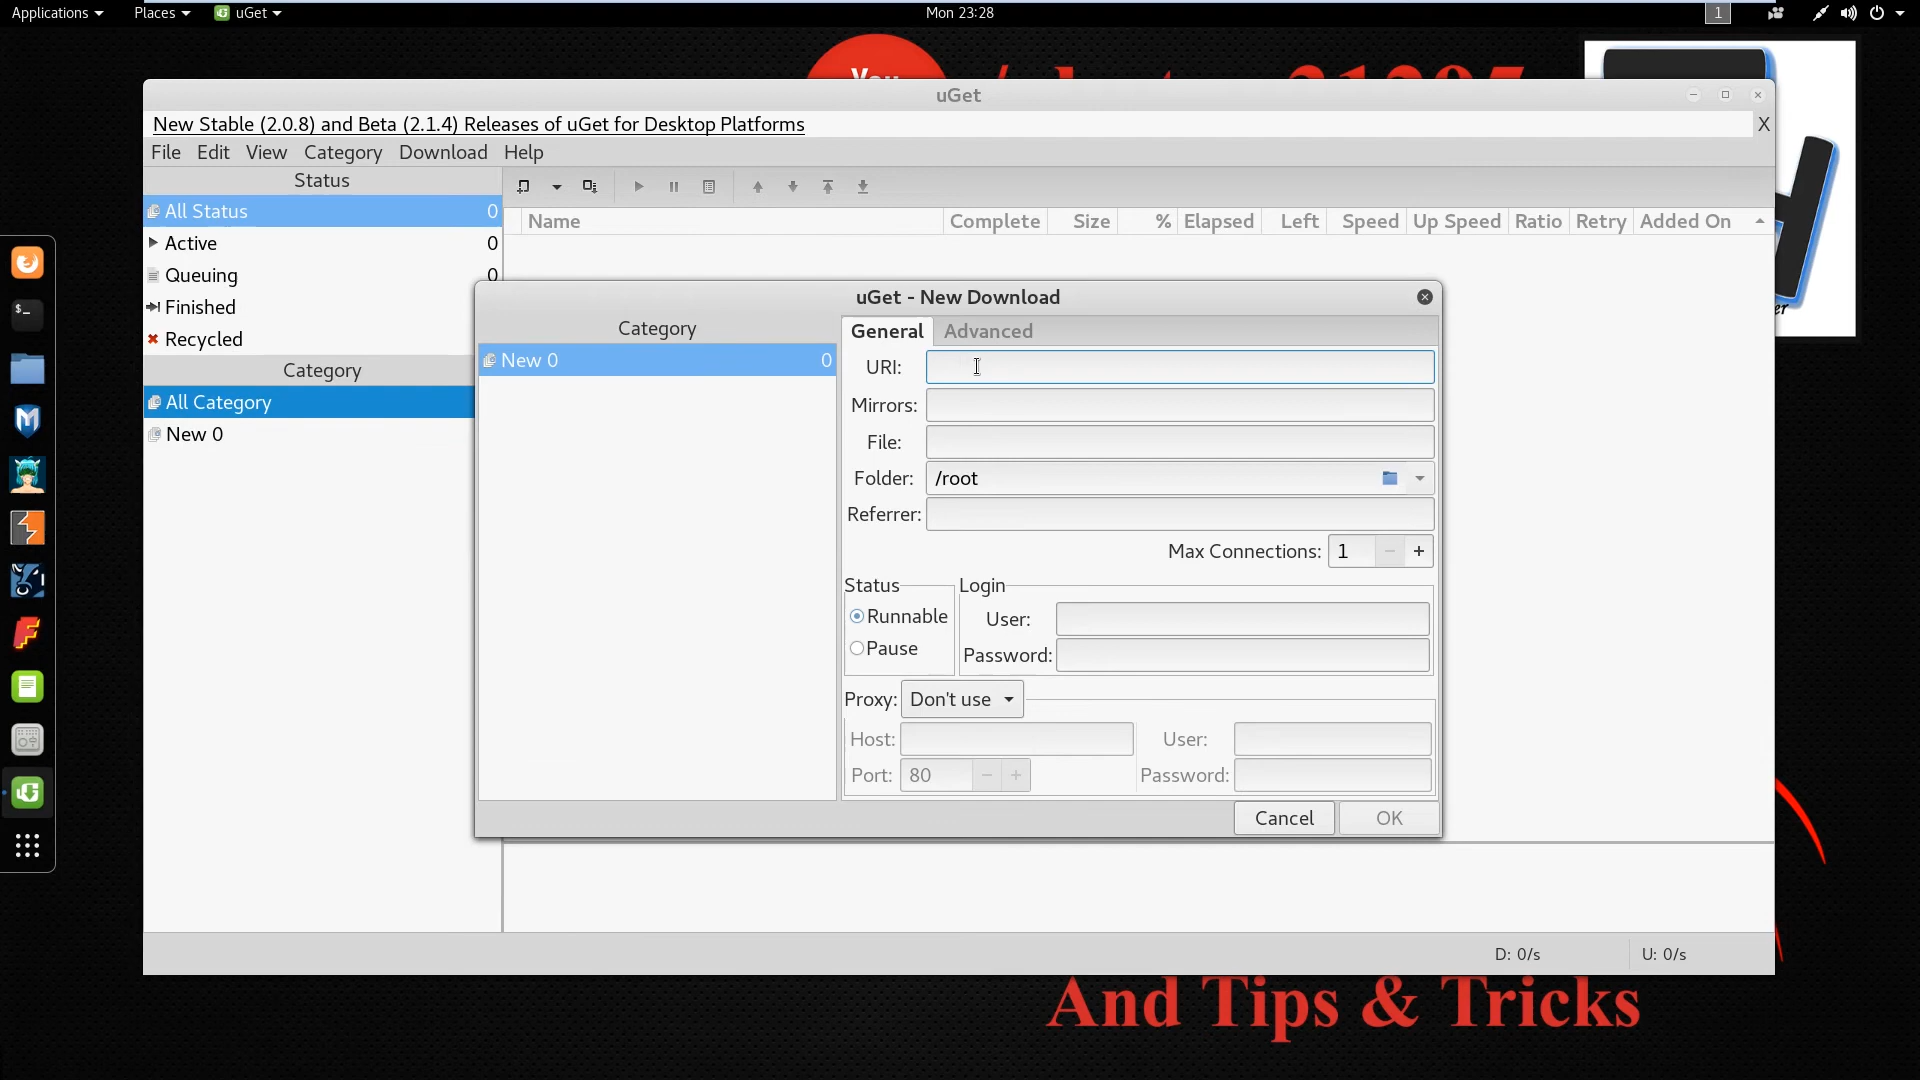 Applications Places uGet Mon 23:28 1
You
uGet
New Stable (2.0.8) and Beta (2.1.4) Releases of uGet for Desktop Platforms X
File Edit View Category Download Help
Status
All Status 0
Active 0
Queuing 0
Finished
Recycled
Category
All Category
New 0
Name Complete Size % Elapsed Left Speed Up Speed Ratio Retry Added On
uGet - New Download
Category
New 0 0
General Advanced
URI:
Mirrors:
File:
Folder: /root
Referrer:
Max Connections: 1 - +
Status Login
Runnable User:
Pause Password:
Proxy: Don't use
Host: User:
Port: 80 - + Password:
Cancel OK
D: 0/s U: 0/s
And Tips & Tricks